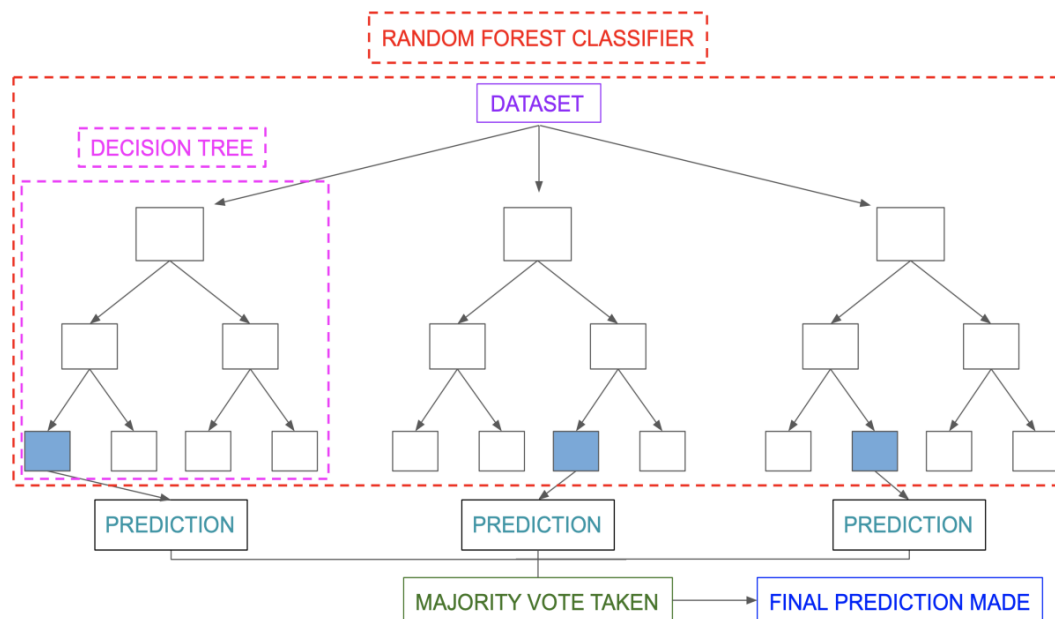 RANDOM FOREST CLASSIFIER
DATASET
DECISION TREE
PREDICTION
PREDICTION
PREDICTION
MAJORITY VOTE TAKEN
FINAL PREDICTION MADE